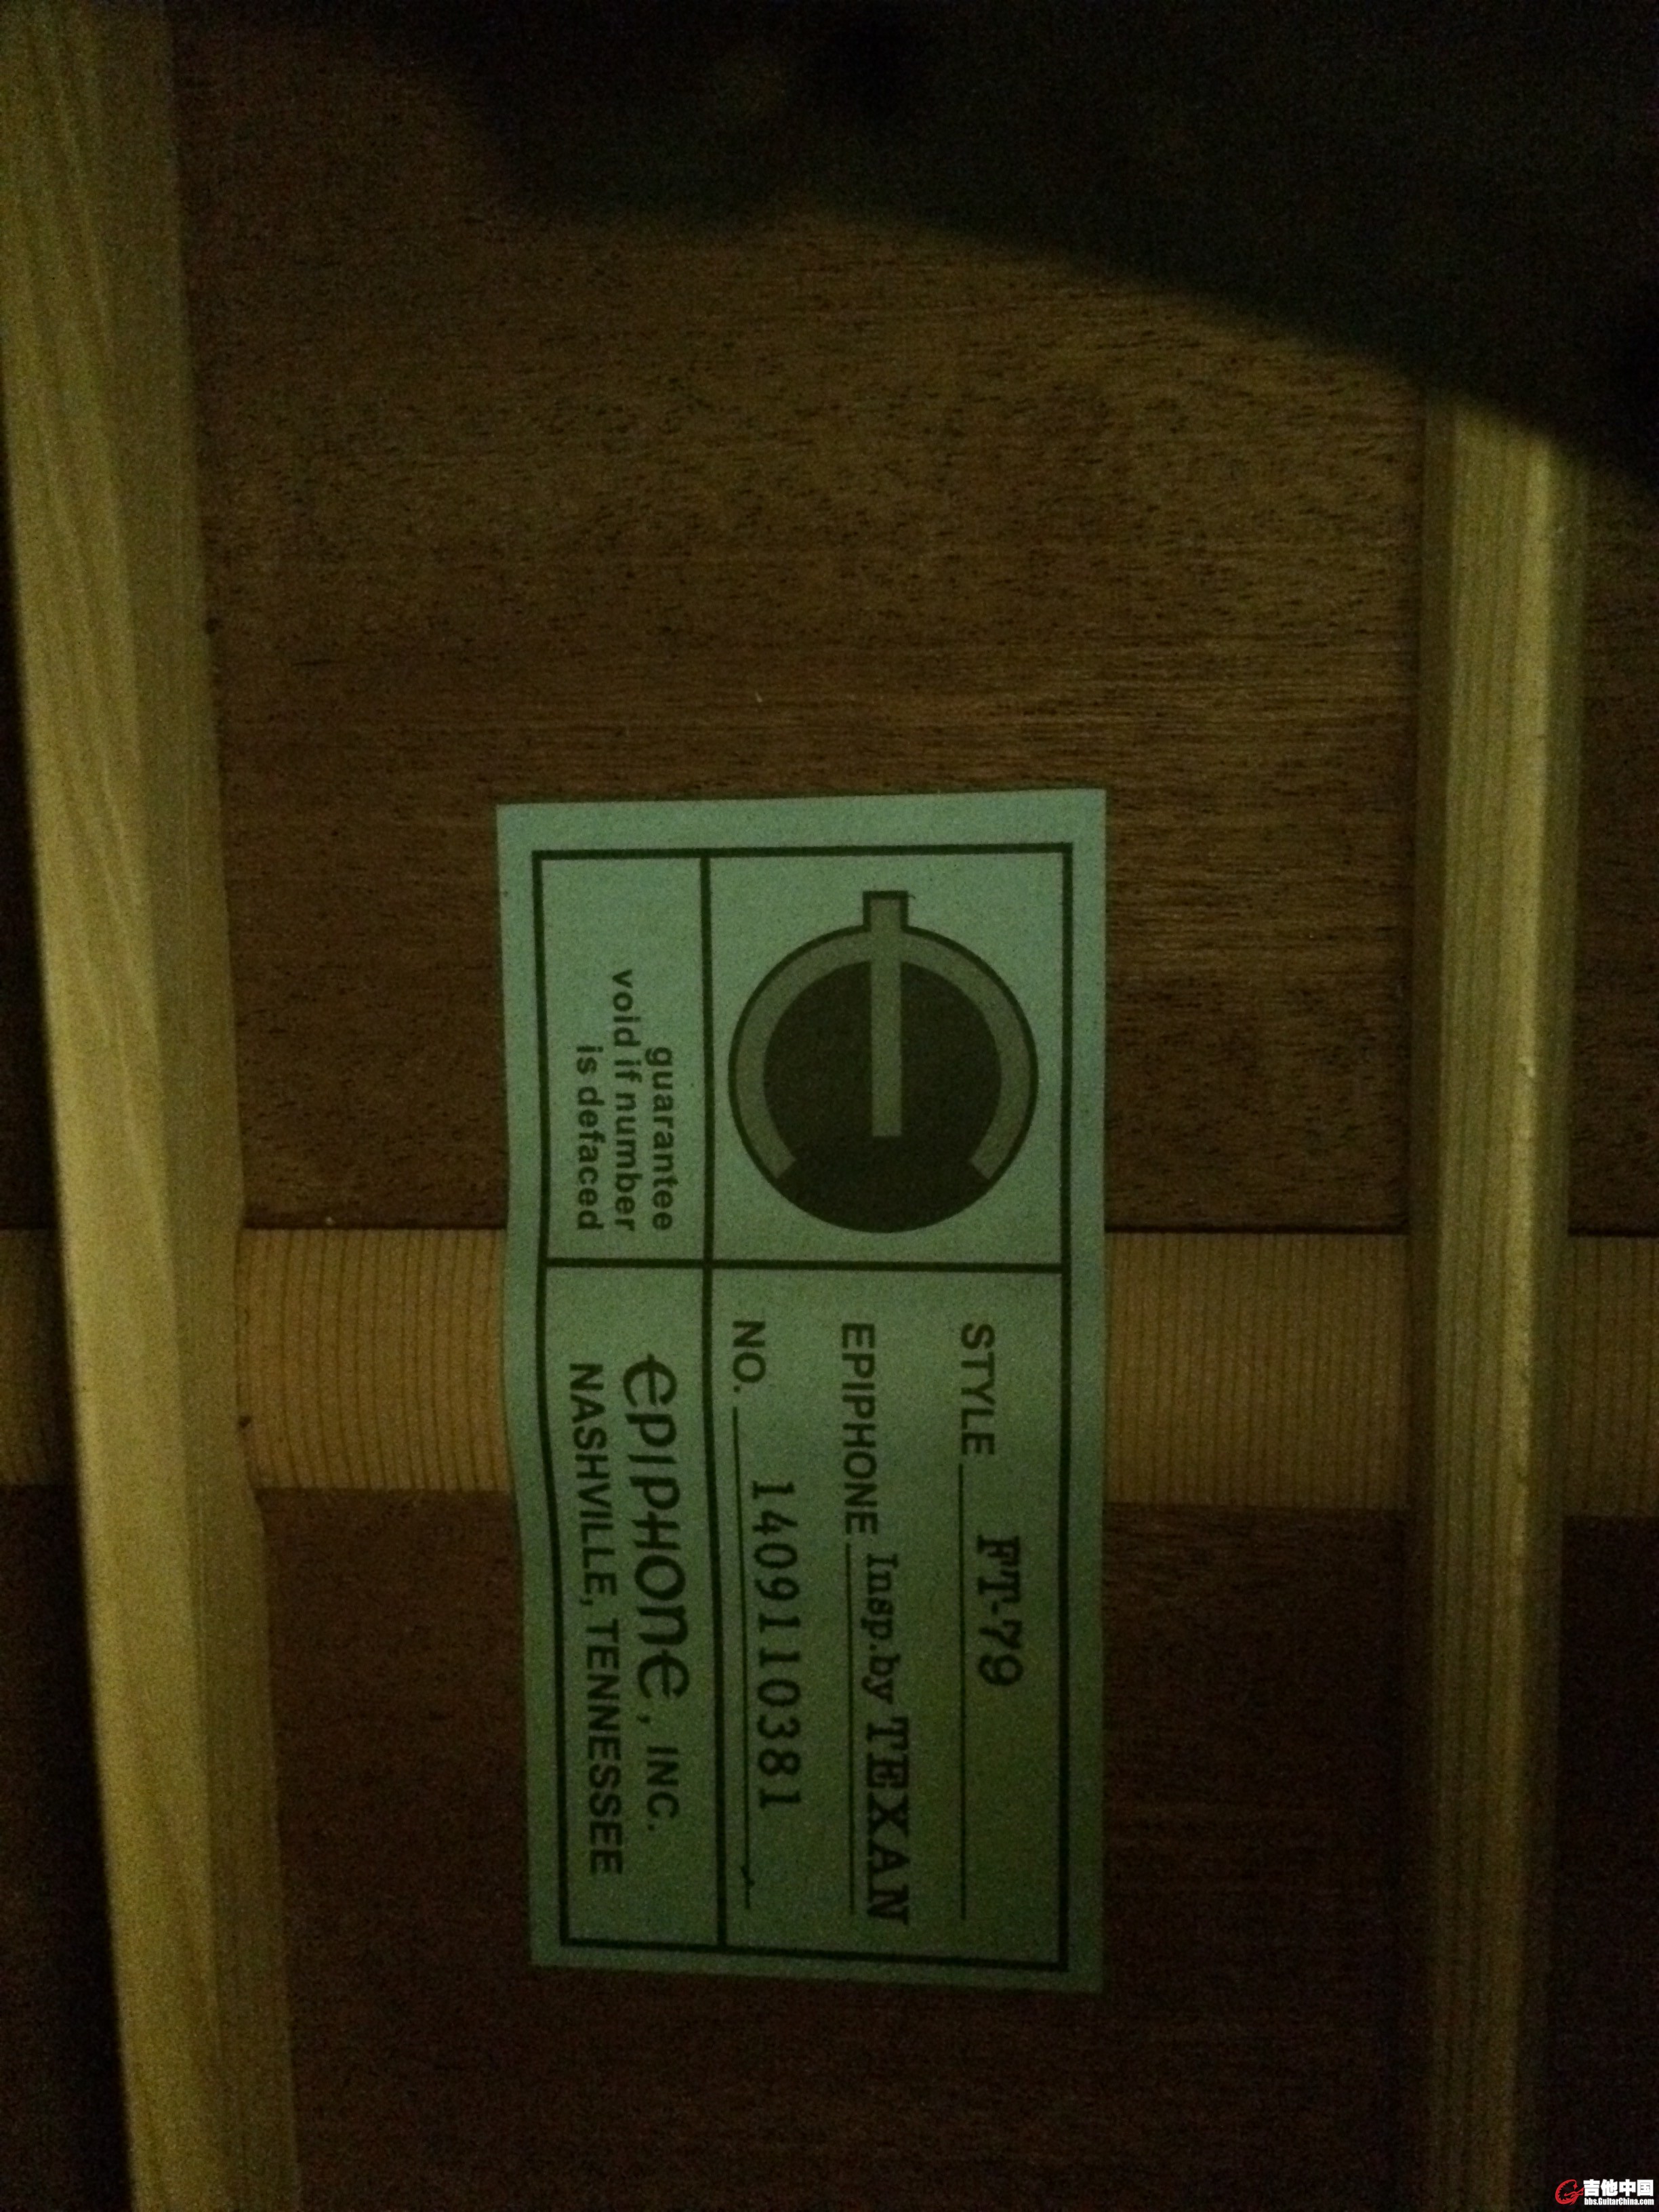 STYLE FT-79
EPIPHONE Insp.by TEXAN
NO. 14091110381
guarantee
void if number
is defaced
EPIPHONE, INC.
NASHVILLE, TENNESSEE
吉他中国
bbs.GuitarChina.com